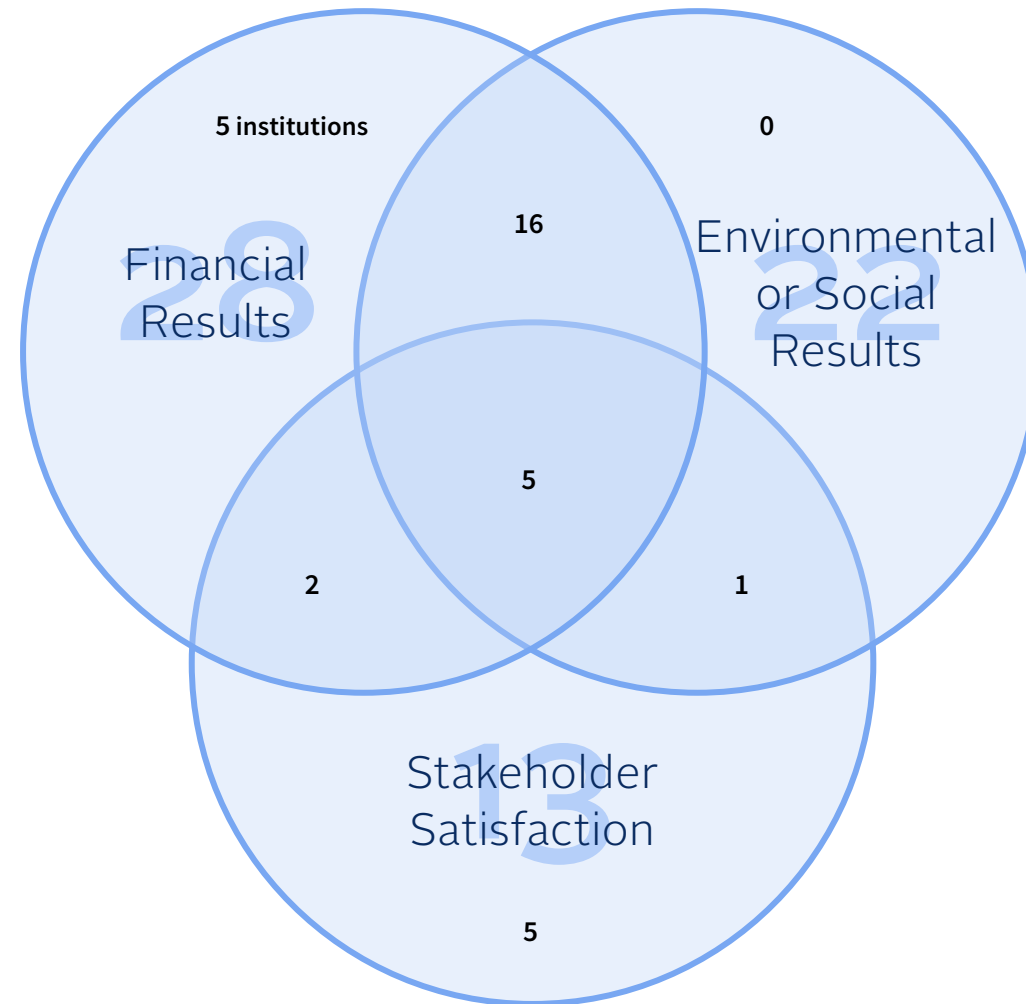 5 institutions
0
16
28
Financial
Results
22
Environmental
or Social
Results
5
2
1
13
Stakeholder
Satisfaction
5